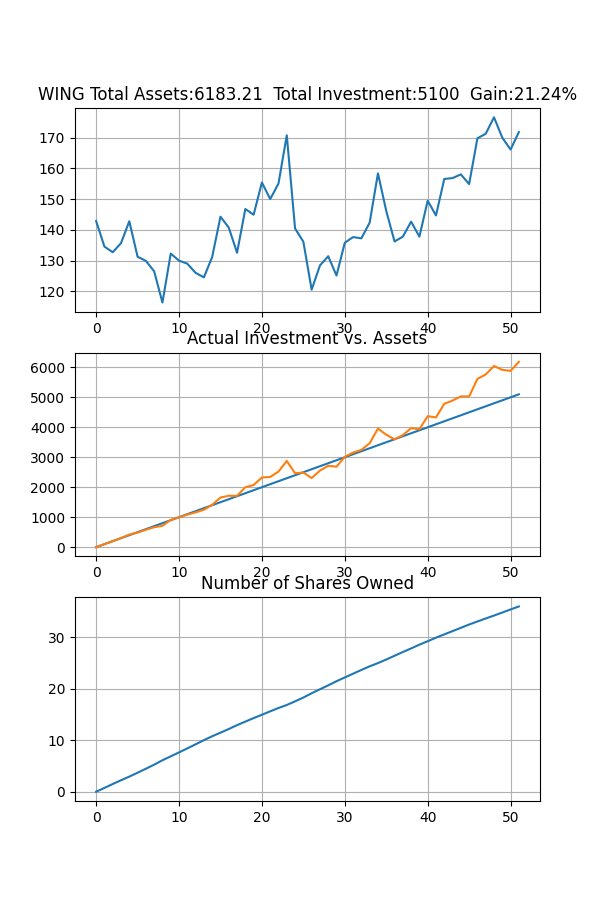 WING Total Assets:6183.21  Total Investment:5100  Gain:21.24%
170
160
150
140
130
120
0 10 20 30 40 50
Actual Investment vs. Assets
6000
5000
4000
3000
2000
1000
0
0 10 20 30 40 50
Number of Shares Owned
30
20
10
0
0 10 20 30 40 50